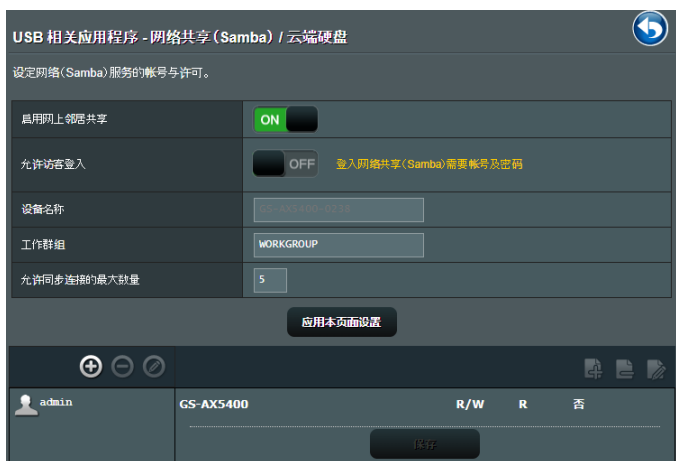 USB 相关应用程序 - 网络共享 (Samba) / 云端硬盘
设定网络(Samba)服务的帐号与许可。
启用网上邻居共享
ON
允许访客登入
OFF
登入网络共享(Samba)需要帐号及密码
设备名称
工作群组
WORKGROUP
允许同步连接的最大数量
5
应用本页面设置
admin
GS-AX5400 R/W R 否
保存